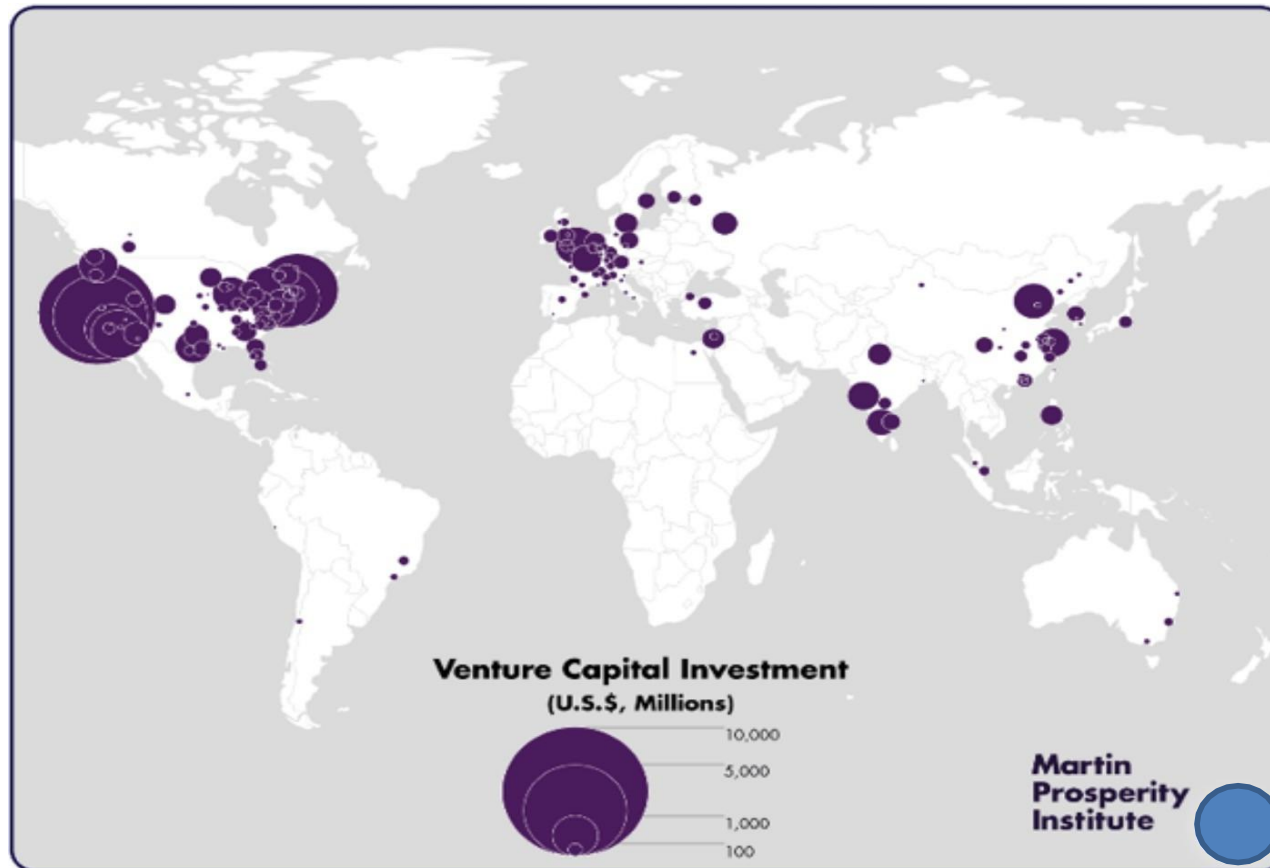 Venture Capital Investment
(U.S.$, Millions)
10,000
5,000
1,000
100
Martin
Prosperity
Institute